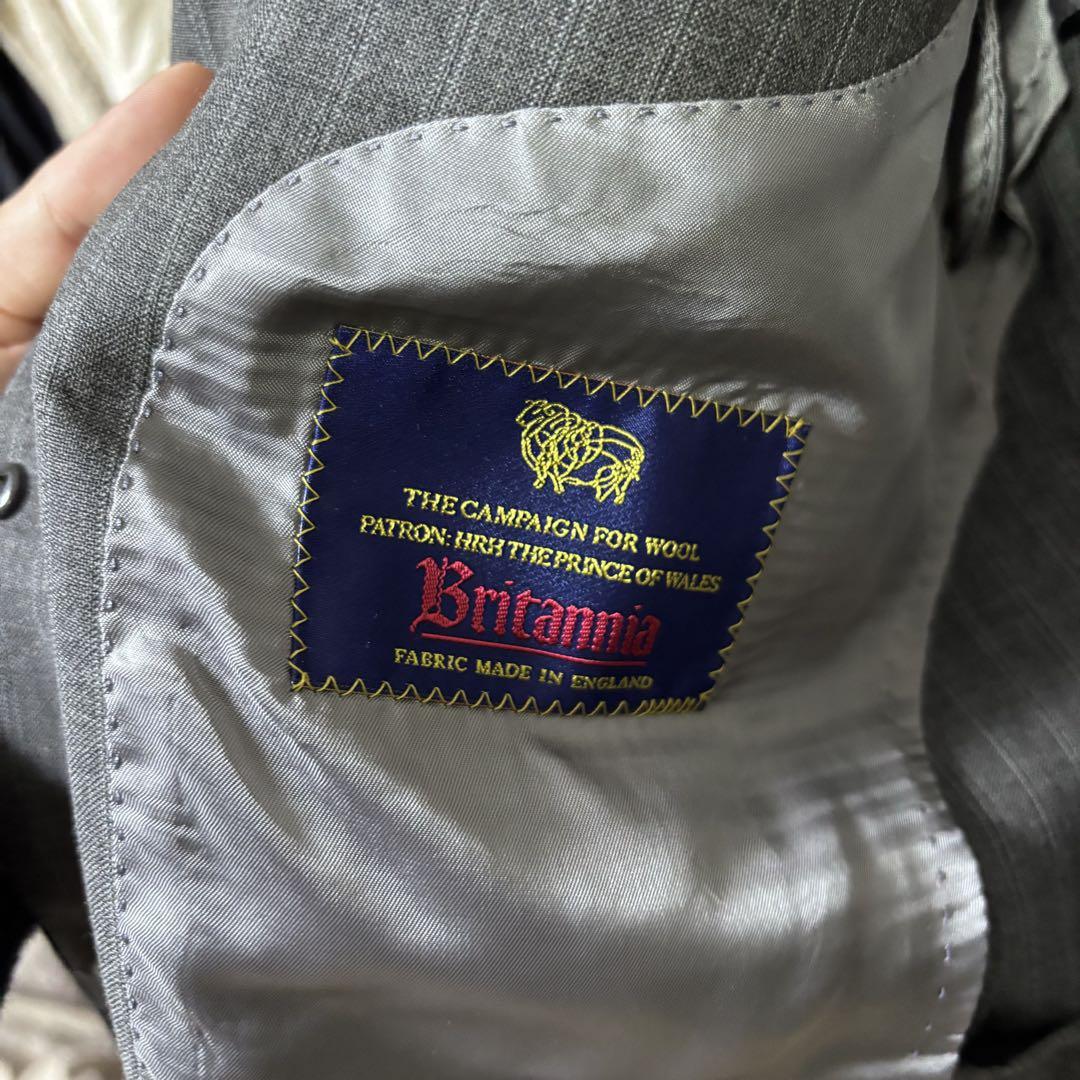 THE CAMPAIGN FOR WOOL
PATRON: HRH THE PRINCE OF WALES
Britannia
FABRIC MADE IN ENGLAND